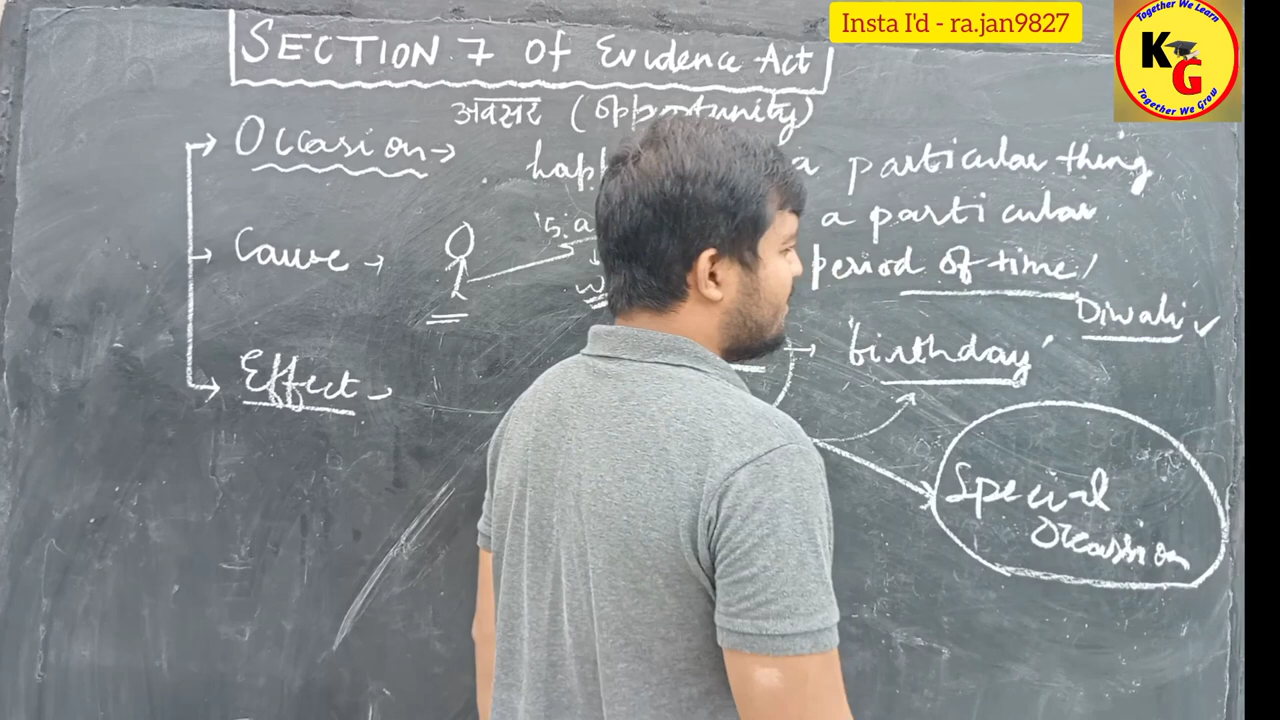 Insta I'd - ra.jan9827
Together We Learn
KG
Together We Grow
SECTION 7 Of Evidence Act
अवसर (Opportunity)
Occasion → a particular thing
a particular
period of time
Cause →
Diwali ✓
'birthday'
Effect →
Special
Occassion